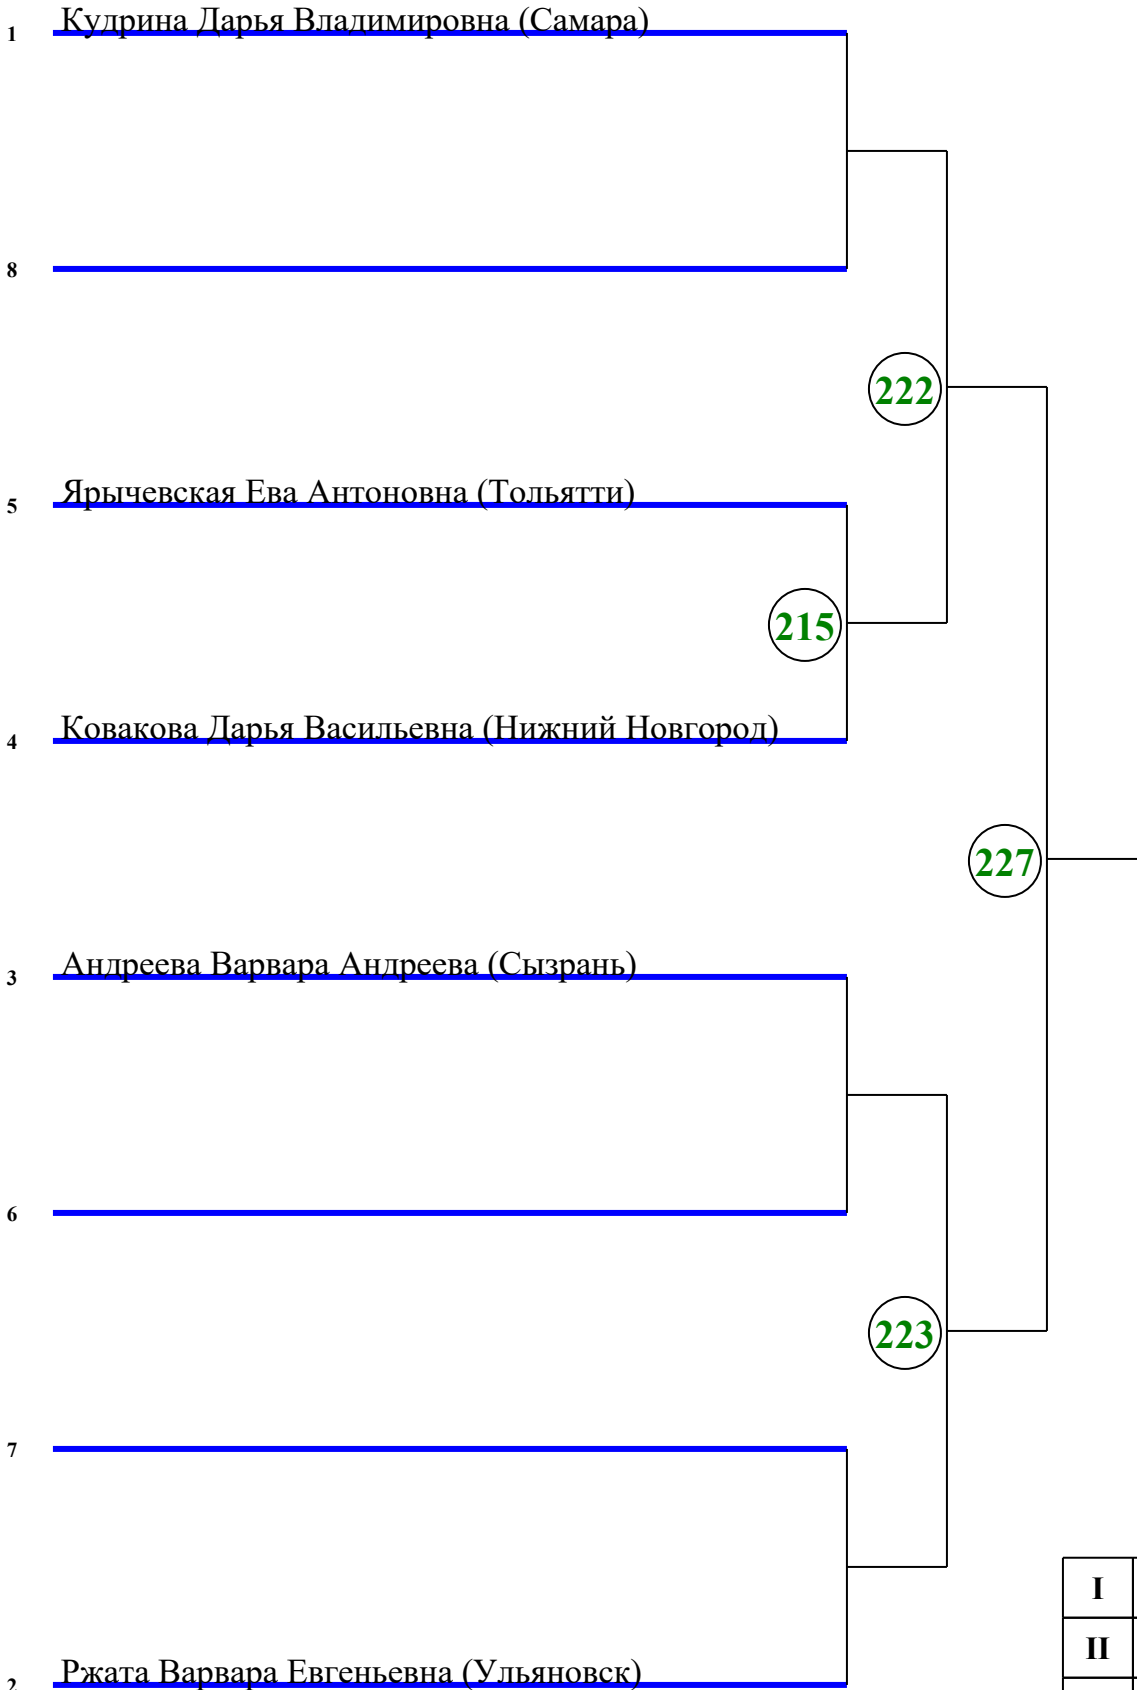 1 Кудрина Дарья Владимировна (Самара)
8
222
5 Ярычевская Ева Антоновна (Тольятти)
215
4 Ковакова Дарья Васильевна (Нижний Новгород)
227
3 Андреева Варвара Андреева (Сызрань)
6
223
7
I
II
2 Ржата Варвара Евгеньевна (Ульяновск)